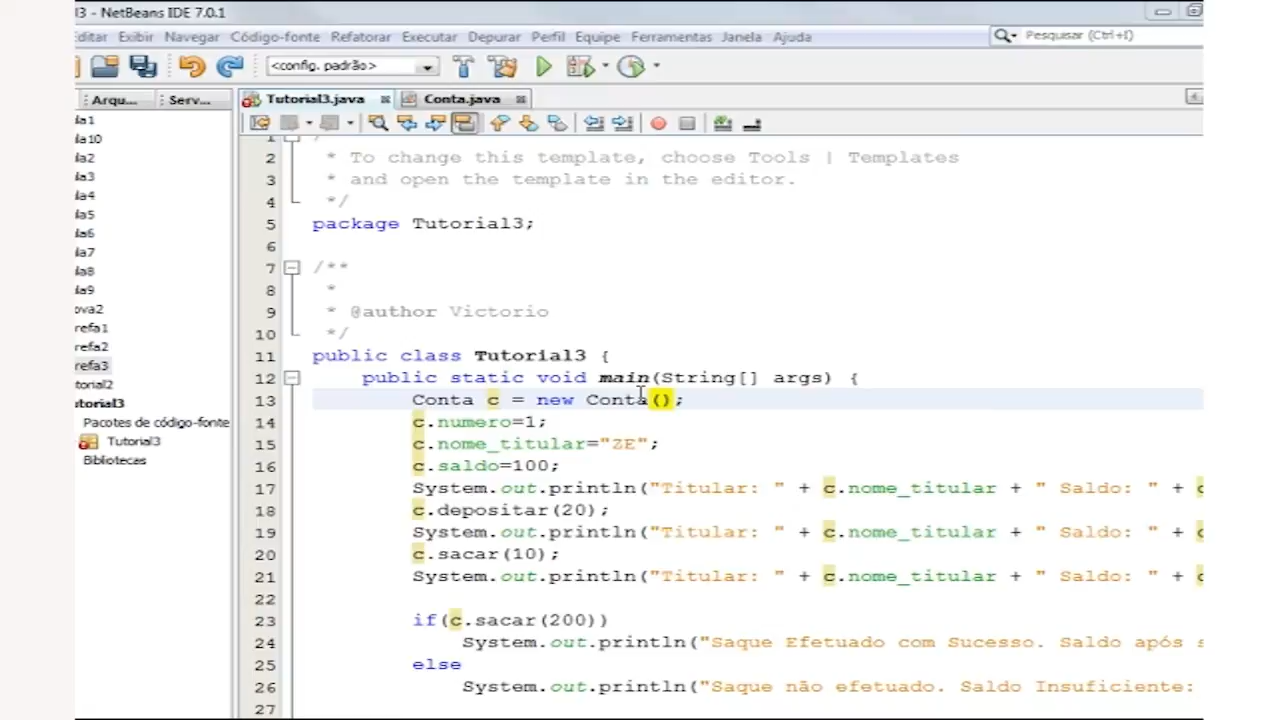 l3 - NetBeans IDE 7.0.1
Editar Exibir Navegar Código-fonte Refatorar Executar Depurar Perfil Equipe Ferramentas Janela Ajuda
Pesquisar (Ctrl+I)
<config. padrão>
Arqu... Serv... Tutorial3.java Conta.java
la1
la10
la2
la3
la4
la5
la6
la7
la8
la9
ova2
refa1
refa2
refa3
torial2
utorial3
Pacotes de código-fonte
Tutorial3
Bibliotecas
1 /
2 * To change this template, choose Tools | Templates
3 * and open the template in the editor.
4 */
5 package Tutorial3;
6
7 /**
8 *
9 * @author Victorio
10 */
11 public class Tutorial3 {
12 public static void main(String[] args) {
13 Conta c = new Conta();
14 c.numero=1;
15 c.nome_titular="ZE";
16 c.saldo=100;
17 System.out.println("Titular: " + c.nome_titular + " Saldo: " + c
18 c.depositar(20);
19 System.out.println("Titular: " + c.nome_titular + " Saldo: " + c
20 c.sacar(10);
21 System.out.println("Titular: " + c.nome_titular + " Saldo: " + c
22
23 if(c.sacar(200))
24 System.out.println("Saque Efetuado com Sucesso. Saldo após s
25 else
26 System.out.println("Saque não efetuado. Saldo Insuficiente:
27